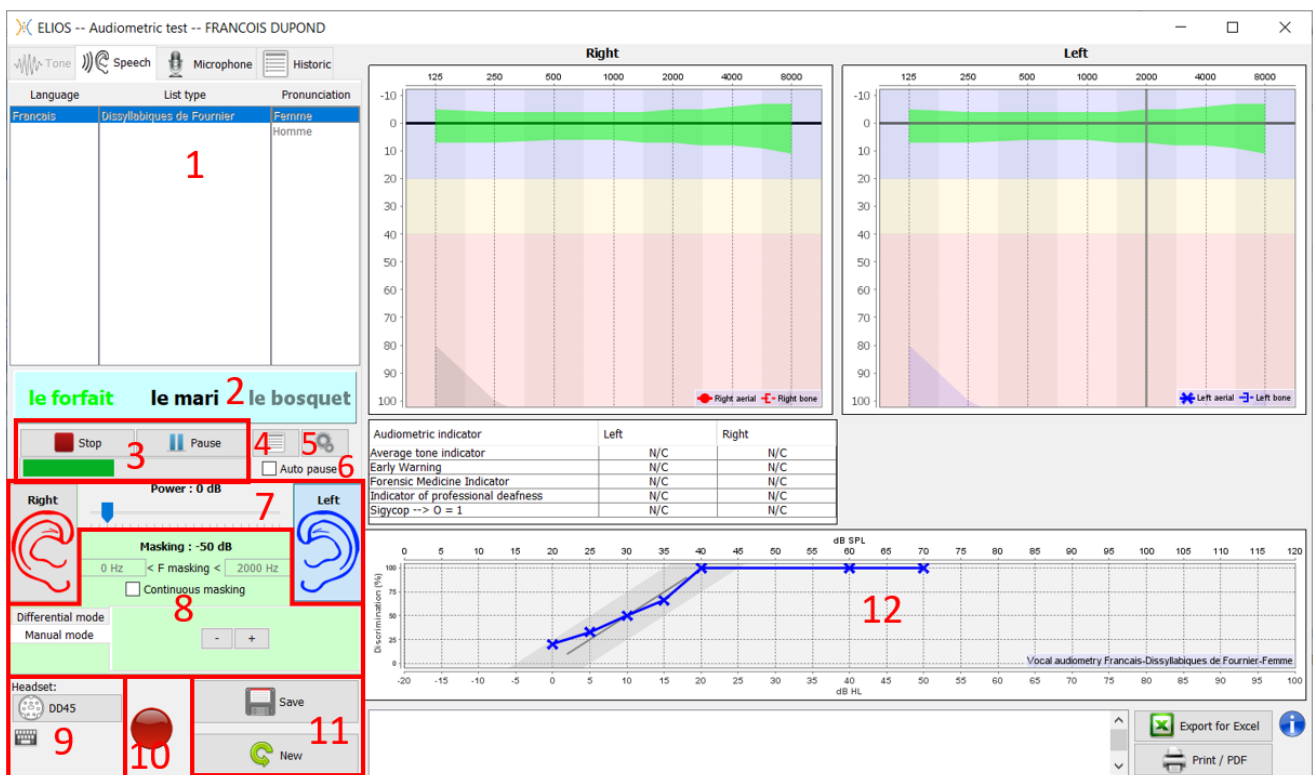 ELIOS -- Audiometric test -- FRANCOIS DUPOND
Tone Speech Microphone Historic
Language List type Pronunciation
Francais Dissyllabiques de Fournier Femme
Homme
1
le forfait le mari 2 le bosquet
Stop Pause 4 5
3 Auto pause 6
Right Power : 0 dB 7 Left
Masking : -50 dB
0 Hz < F masking < 2000 Hz
Continuous masking
8
Differential mode
Manual mode - +
Headset:
DD45
9
10
Save
New
11
Right
125 250 500 1000 2000 4000 8000
-10
0
10
20
30
40
50
60
70
80
90
100
Right aerial Right bone
Left
125 250 500 1000 2000 4000 8000
-10
0
10
20
30
40
50
60
70
80
90
100
Left aerial Left bone
Audiometric indicator Left Right
Average tone indicator N/C N/C
Early Warning N/C N/C
Forensic Medicine Indicator N/C N/C
Indicator of professional deafness N/C N/C
Sigycop --> O = 1 N/C N/C
dB SPL
0 5 10 15 20 25 30 35 40 45 50 55 60 65 70 75 80 85 90 95 100 105 110 115 120
Discrimination (%)
100
75
50
25
0
12
Vocal audiometry Francais-Dissyllabiques de Fournier-Femme
-20 -15 -10 -5 0 5 10 15 20 25 30 35 40 45 50 55 60 65 70 75 80 85 90 95 100
dB HL
Export for Excel
Print / PDF